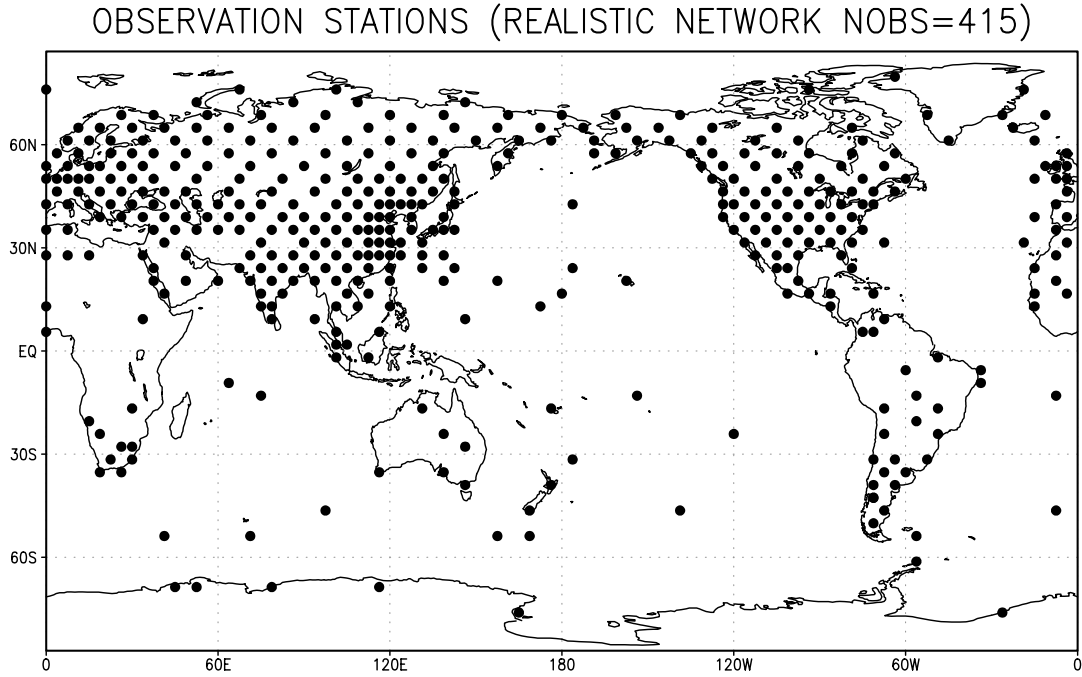 OBSERVATION STATIONS (REALISTIC NETWORK NOBS=415)
60N
30N
EQ
30S
60S
0 60E 120E 180 120W 60W 0